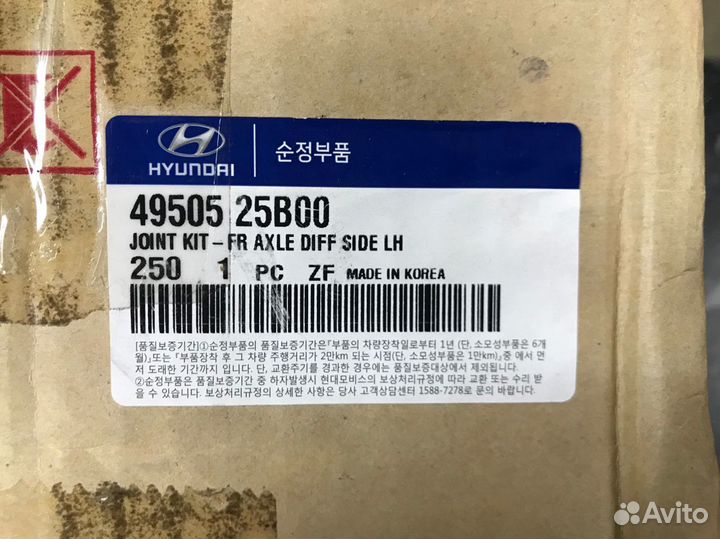 HYUNDAI
순정부품
49505 25B00
JOINT KIT-FR AXLE DIFF SIDE LH
250 1 PC ZF MADE IN KOREA
[품질보증기간]①순정부품의 품질보증기간은「부품의 차량장착일로부터 1년 (단, 소모성부품은 6개
월)」또는 「부품장착 후 그 차량 주행거리가 2만km 되는 시점(단, 소모성부품은 1만km)」중 에서 먼
저 도래한 기간까지 입니다. 단, 교환주기를 경과한 경우에는 품질보증대상에서 제외됩니다.
②순정부품은 품질보증기간 중 하자발생시 현대모비스의 보상처리규정에 따라 교환 또는 수리 받
을 수 있습니다. 보상처리규정의 상세한 사항은 당사 고객상담센터 1588-7278로 문의 바랍니다.
Avito